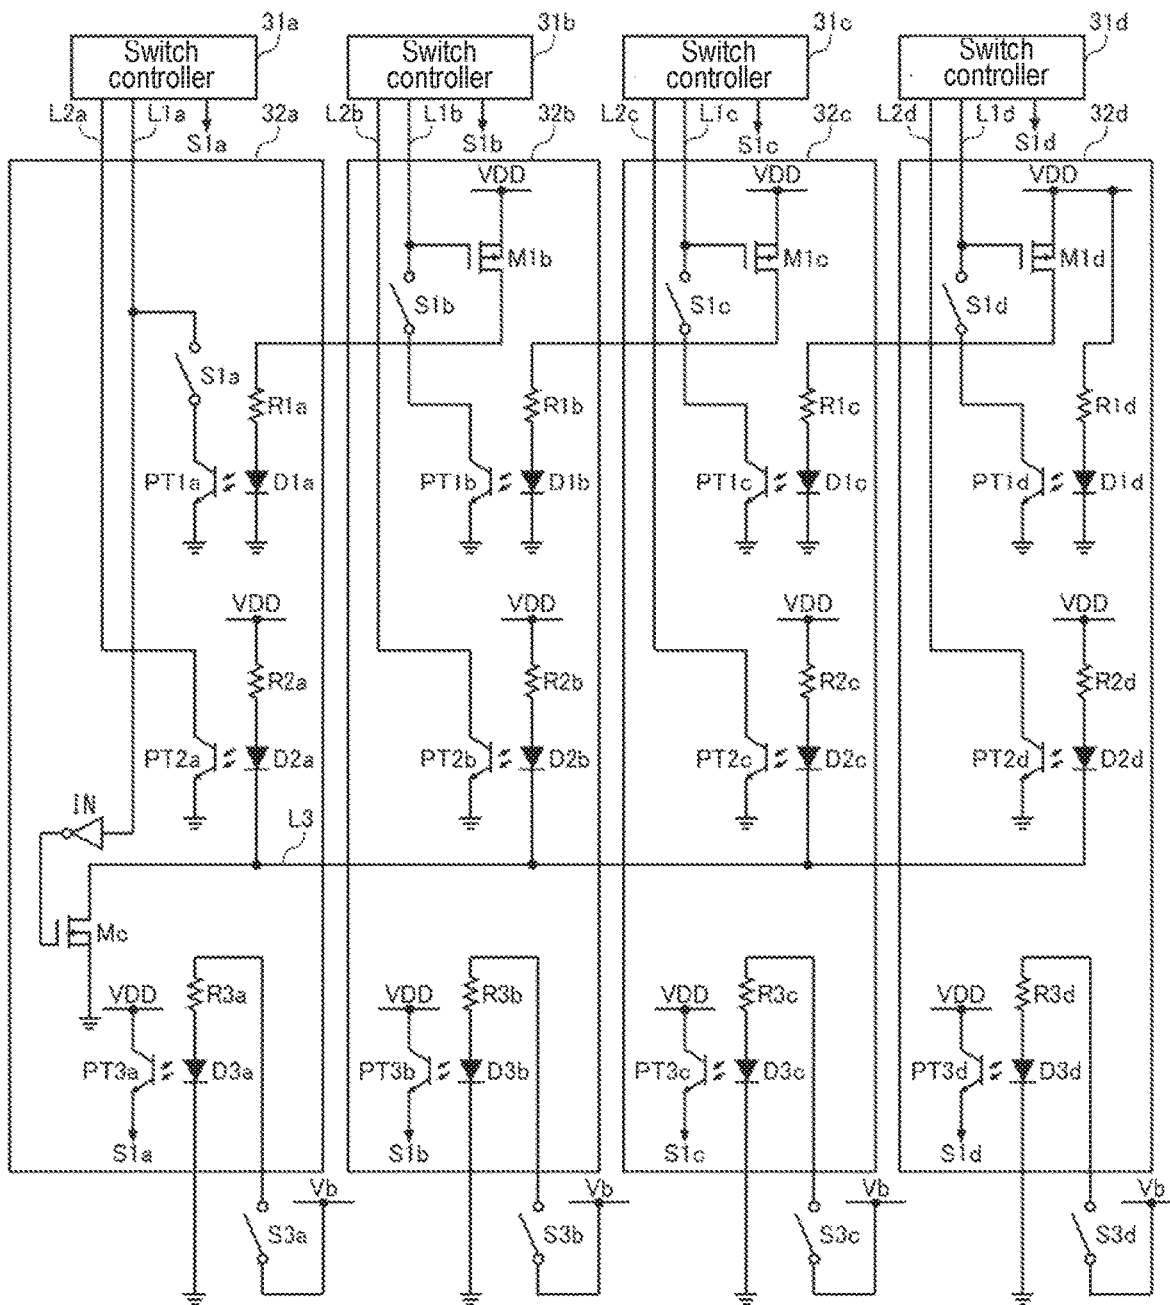 31a 31b 31c 31d
Switch controller Switch controller Switch controller Switch controller
L2a L1a 32a L2b L1b 32b L2c L1c 32c L2d L1d 32d
S1a S1b S1c S1d
VDD VDD VDD
M1b M1c M1d
S1b S1c S1d
S1a R1a R1b R1c R1d
PT1a D1a PT1b D1b PT1c D1c PT1d D1d
VDD VDD VDD VDD
R2a R2b R2c R2d
PT2a D2a PT2b D2b PT2c D2c PT2d D2d
IN L3
Mc
VDD R3a VDD R3b VDD R3c VDD R3d
PT3a D3a PT3b D3b PT3c D3c PT3d D3d
S1a S1b S1c S1d
Vb Vb Vb Vb
S3a S3b S3c S3d